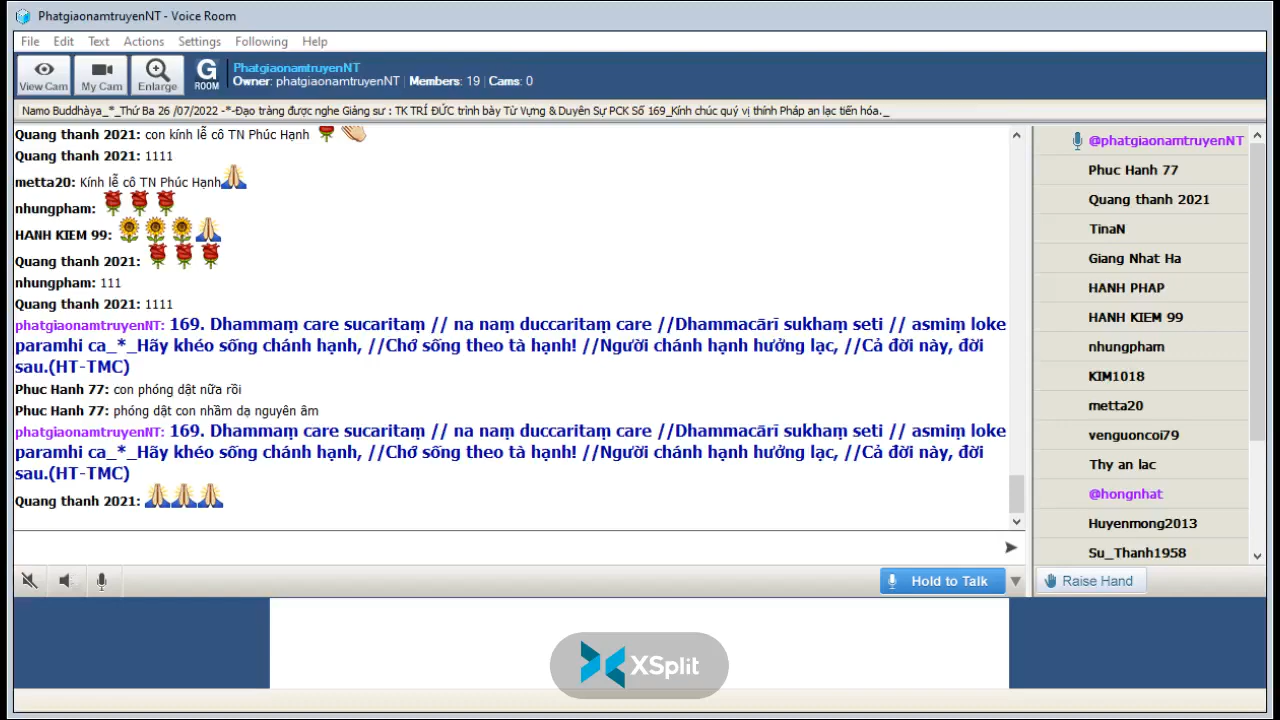 PhatgiaonamtruyenNT - Voice Room
File Edit Text Actions Settings Following Help
View Cam My Cam Enlarge G ROOM
PhatgiaonamtruyenNT
Owner: phatgiaonamtruyenNT | Members: 19 | Cams: 0
Namo Buddhàya_*_Thứ Ba 26 /07/2022 -*-Đạo tràng được nghe Giảng sư : TK TRÍ ĐỨC trình bày Từ Vựng & Duyên Sự PCK Số 169_Kính chúc quý vị thính Pháp an lạc tiến hóa._
Quang thanh 2021: con kính lễ cô TN Phúc Hạnh
Quang thanh 2021: 1111
metta20: Kính lễ cô TN Phúc Hạnh
nhungpham:
HANH KIEM 99:
Quang thanh 2021:
nhungpham: 111
Quang thanh 2021: 1111
phatgiaonamtruyenNT: 169. Dhammaṃ care sucaritaṃ // na naṃ duccaritaṃ care //Dhammacārī sukhaṃ seti // asmiṃ loke
paramhi ca_*_Hãy khéo sống chánh hạnh, //Chớ sống theo tà hạnh! //Người chánh hạnh hưởng lạc, //Cả đời này, đời
sau.(HT-TMC)
Phuc Hanh 77: con phóng dật nữa rồi
Phuc Hanh 77: phóng dật con nhầm dạ nguyên âm
phatgiaonamtruyenNT: 169. Dhammaṃ care sucaritaṃ // na naṃ duccaritaṃ care //Dhammacārī sukhaṃ seti // asmiṃ loke
paramhi ca_*_Hãy khéo sống chánh hạnh, //Chớ sống theo tà hạnh! //Người chánh hạnh hưởng lạc, //Cả đời này, đời
sau.(HT-TMC)
Quang thanh 2021:
@phatgiaonamtruyenNT
Phuc Hanh 77
Quang thanh 2021
TinaN
Giang Nhat Ha
HANH PHAP
HANH KIEM 99
nhungpham
KIM1018
metta20
venguoncoi79
Thy an lac
@hongnhat
Huyenmong2013
Su_Thanh1958
Hold to Talk
Raise Hand
XSplit